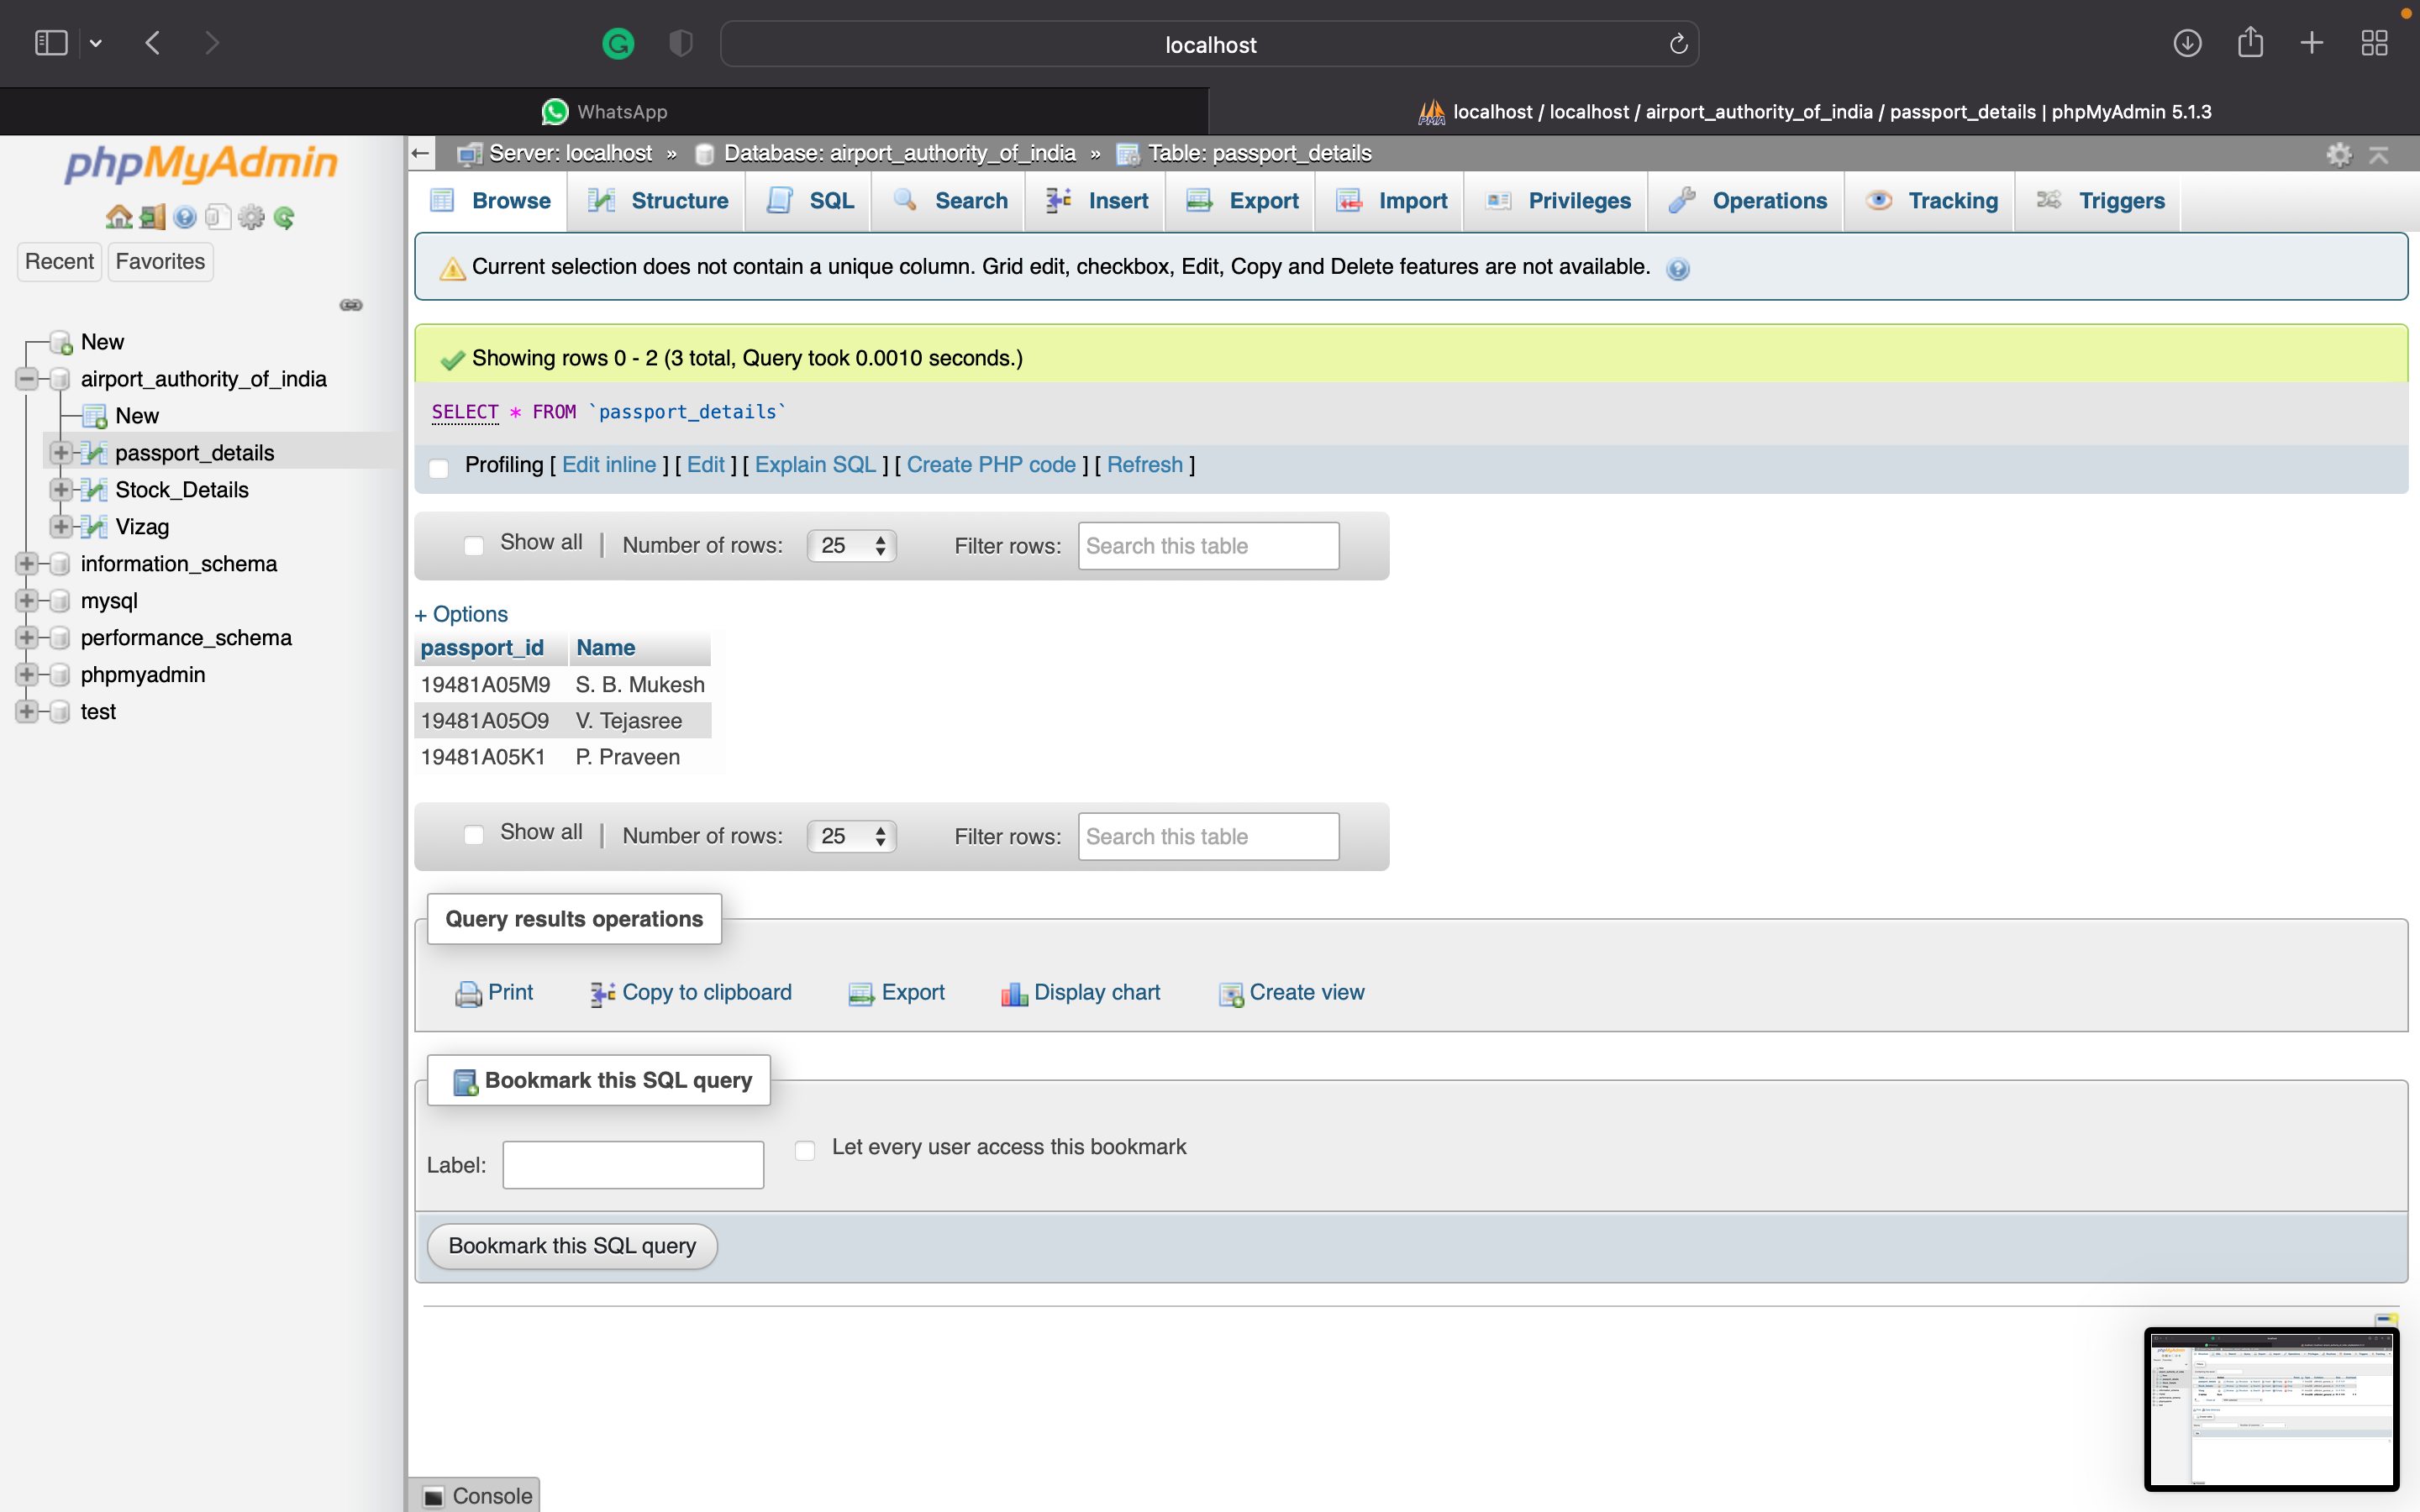 localhost
WhatsApp
localhost / localhost / airport_authority_of_india / passport_details | phpMyAdmin 5.1.3
phpMyAdmin
Recent Favorites
New
airport_authority_of_india
New
passport_details
Stock_Details
Vizag
information_schema
mysql
performance_schema
phpmyadmin
test
Server: localhost » Database: airport_authority_of_india » Table: passport_details
Browse Structure SQL Search Insert Export Import Privileges Operations Tracking Triggers
Current selection does not contain a unique column. Grid edit, checkbox, Edit, Copy and Delete features are not available.
Showing rows 0 - 2 (3 total, Query took 0.0010 seconds.)
SELECT * FROM `passport_details`
Profiling [ Edit inline ] [ Edit ] [ Explain SQL ] [ Create PHP code ] [ Refresh ]
Show all | Number of rows: 25 Filter rows: Search this table
+ Options
passport_id Name
19481A05M9 S. B. Mukesh
19481A05O9 V. Tejasree
19481A05K1 P. Praveen
Show all | Number of rows: 25 Filter rows: Search this table
Query results operations
Print Copy to clipboard Export Display chart Create view
Bookmark this SQL query
Label: Let every user access this bookmark
Bookmark this SQL query
Console